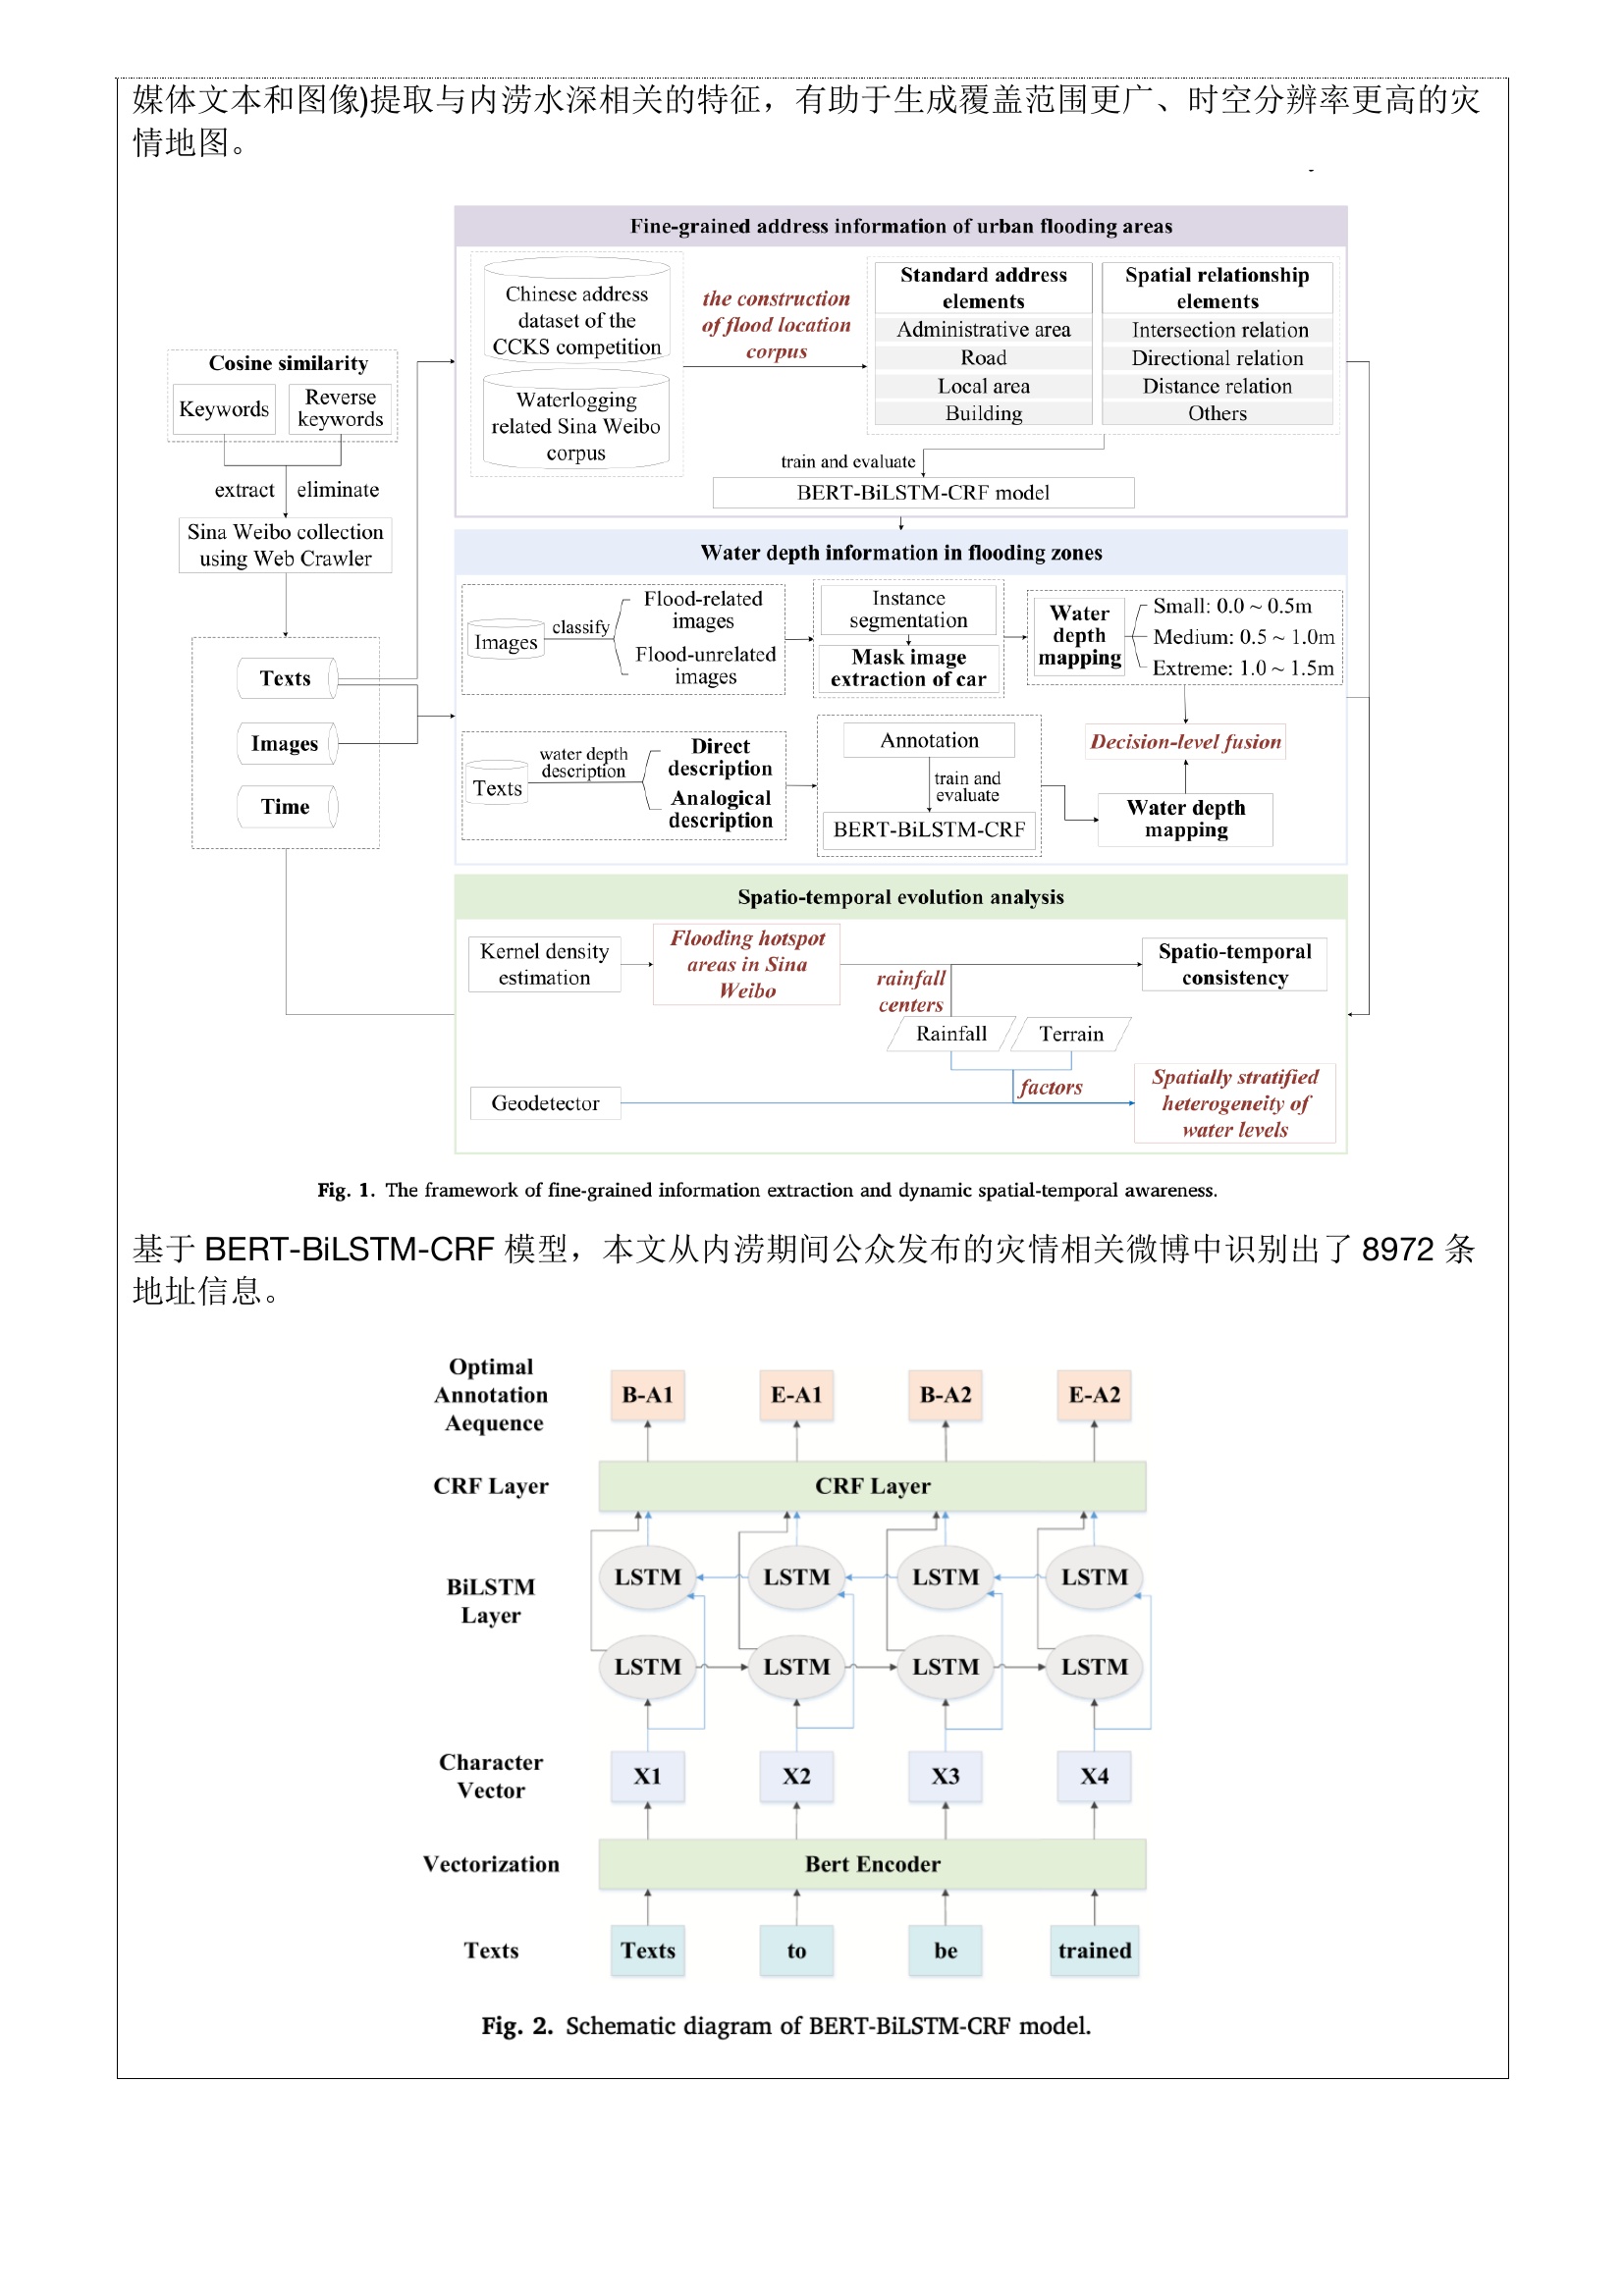 媒体文本和图像)提取与内涝水深相关的特征，有助于生成覆盖范围更广、时空分辨率更高的灾
情地图。
Fine-grained address information of urban flooding areas
Chinese address
dataset of the
CCKS competition
Waterlogging
related Sina Weibo
corpus
the construction
of flood location
corpus
Standard address
elements
Administrative area
Road
Local area
Building
Spatial relationship
elements
Intersection relation
Directional relation
Distance relation
Others
train and evaluate
BERT-BiLSTM-CRF model
Cosine similarity
Keywords
Reverse
keywords
extract
eliminate
Sina Weibo collection
using Web Crawler
Texts
Images
Time
Water depth information in flooding zones
Images
classify
Flood-related
images
Flood-unrelated
images
Instance
segmentation
Mask image
extraction of car
Water
depth
mapping
Small: 0.0 ~ 0.5m
Medium: 0.5 ~ 1.0m
Extreme: 1.0 ~ 1.5m
Texts
water depth
description
Direct
description
Analogical
description
Annotation
train and
evaluate
BERT-BiLSTM-CRF
Water depth
mapping
Decision-level fusion
Spatio-temporal evolution analysis
Kernel density
estimation
Flooding hotspot
areas in Sina
Weibo
rainfall
centers
Spatio-temporal
consistency
Rainfall
Terrain
factors
Geodetector
Spatially stratified
heterogeneity of
water levels
Fig. 1. The framework of fine-grained information extraction and dynamic spatial-temporal awareness.
基于 BERT-BiLSTM-CRF 模型，本文从内涝期间公众发布的灾情相关微博中识别出了 8972 条
地址信息。
Optimal
Annotation
Aequence
B-A1 E-A1 B-A2 E-A2
CRF Layer
CRF Layer
BiLSTM
Layer
LSTM LSTM LSTM LSTM
LSTM LSTM LSTM LSTM
Character
Vector
X1 X2 X3 X4
Vectorization
Bert Encoder
Texts
Texts to be trained
Fig. 2. Schematic diagram of BERT-BiLSTM-CRF model.